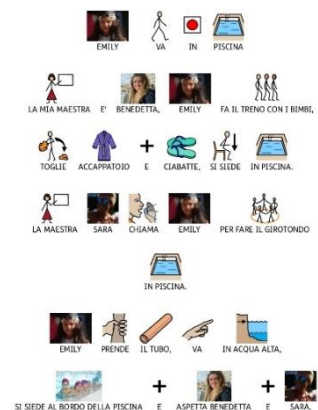 EMILY VA IN PISCINA
LA MIA MAESTRA E' BENEDETTA, EMILY FA IL TRENO CON I BIMBI,
TOGLIE ACCAPPATOIO E CIABATTE, SI SIEDE IN PISCINA.
LA MAESTRA SARA CHIAMA EMILY PER FARE IL GIROTONDO
IN PISCINA.
EMILY PRENDE IL TUBO, VA IN ACQUA ALTA,
SI SIEDE AL BORDO DELLA PISCINA E ASPETTA BENEDETTA E SARA.